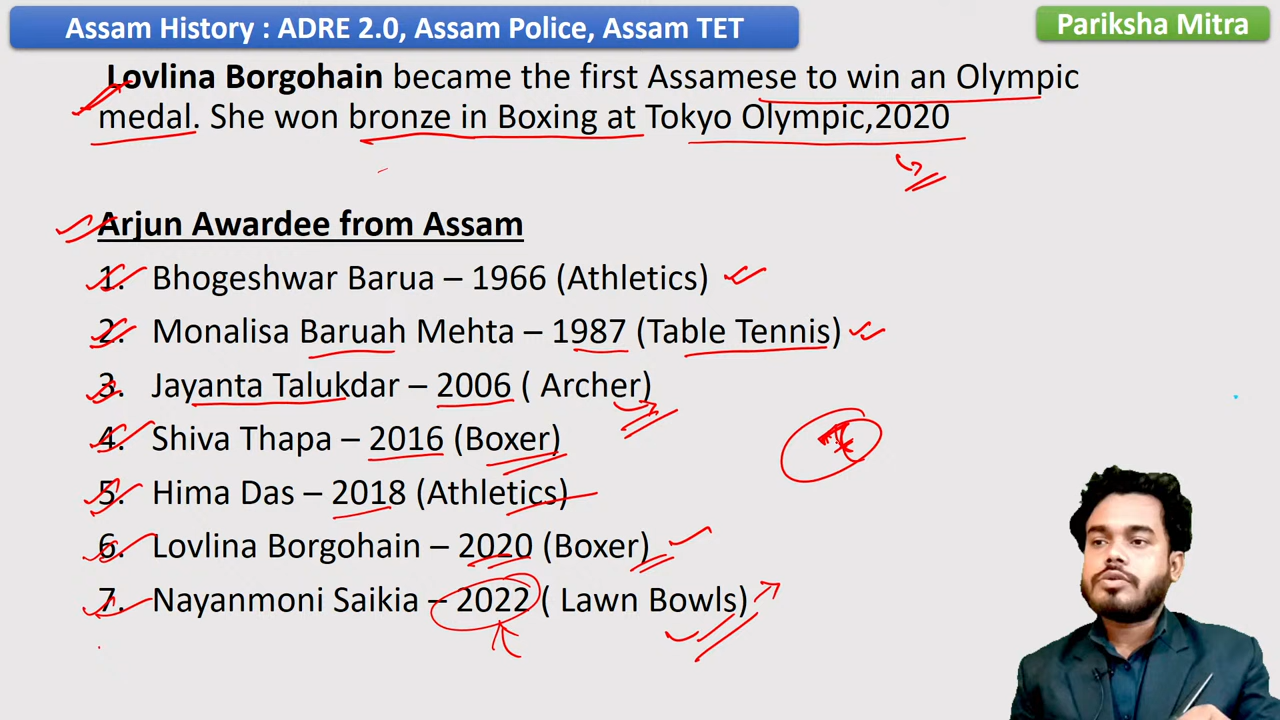 Assam History : ADRE 2.0, Assam Police, Assam TET
Pariksha Mitra
Lovlina Borgohain became the first Assamese to win an Olympic
medal. She won bronze in Boxing at Tokyo Olympic,2020
Arjun Awardee from Assam
1. Bhogeshwar Barua – 1966 (Athletics)
2. Monalisa Baruah Mehta – 1987 (Table Tennis)
3. Jayanta Talukdar – 2006 ( Archer)
4. Shiva Thapa – 2016 (Boxer)
5. Hima Das – 2018 (Athletics)
6. Lovlina Borgohain – 2020 (Boxer)
7. Nayanmoni Saikia – 2022 ( Lawn Bowls)